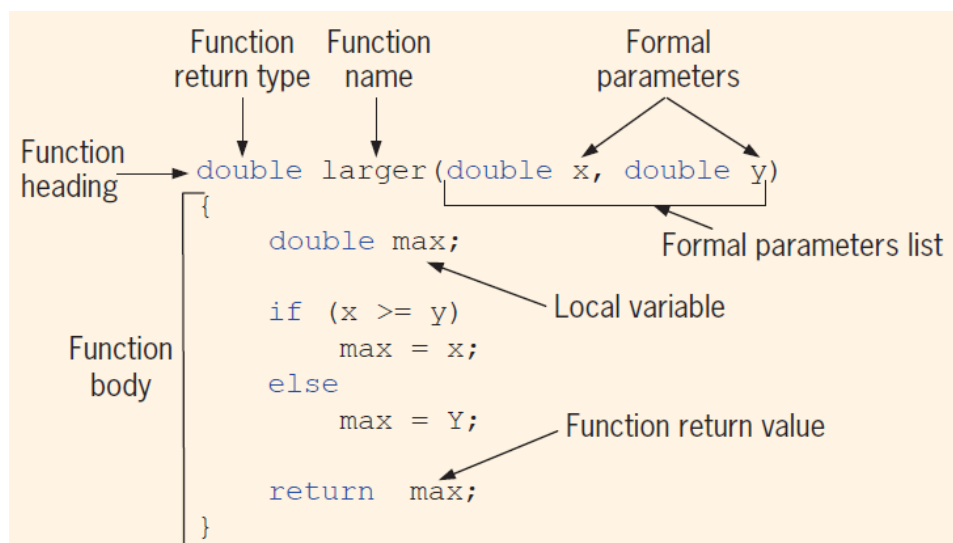 Function Function Formal
return type name parameters
Function
heading
double larger(double x, double y)
{
Formal parameters list
double max;
Local variable
if (x >= y)
max = x;
Function
body
else
max = Y;
Function return value
return max;
}